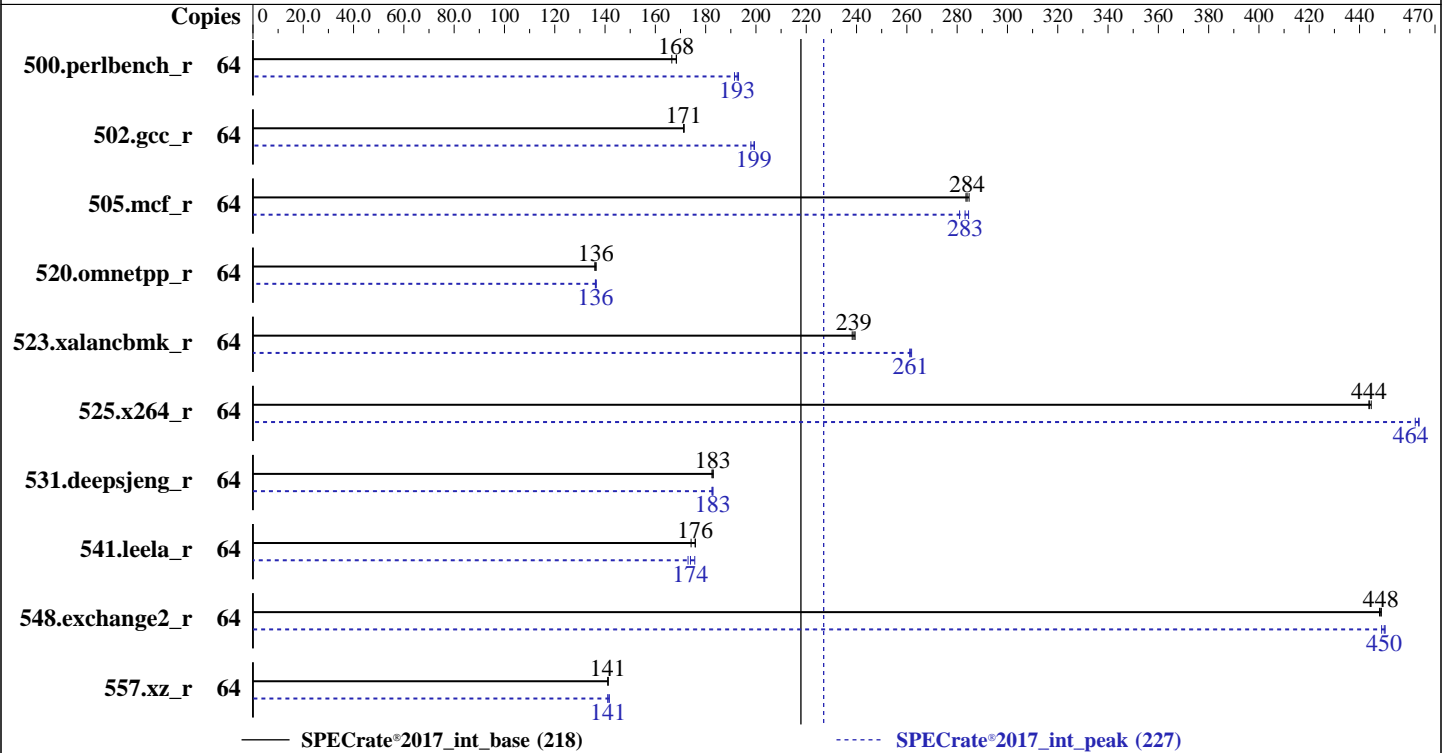 Copies 0 20.0 40.0 60.0 80.0 100 120 140 160 180 200 220 240 260 280 300 320 340 360 380 400 420 440 470
168
500.perlbench_r 64
193
171
502.gcc_r 64
199
284
505.mcf_r 64
283
136
520.omnetpp_r 64
136
239
523.xalancbmk_r 64
261
444
525.x264_r 64
464
183
531.deepsjeng_r 64
183
176
541.leela_r 64
174
448
548.exchange2_r 64
450
141
557.xz_r 64
141
SPECrate®2017_int_base (218) SPECrate®2017_int_peak (227)